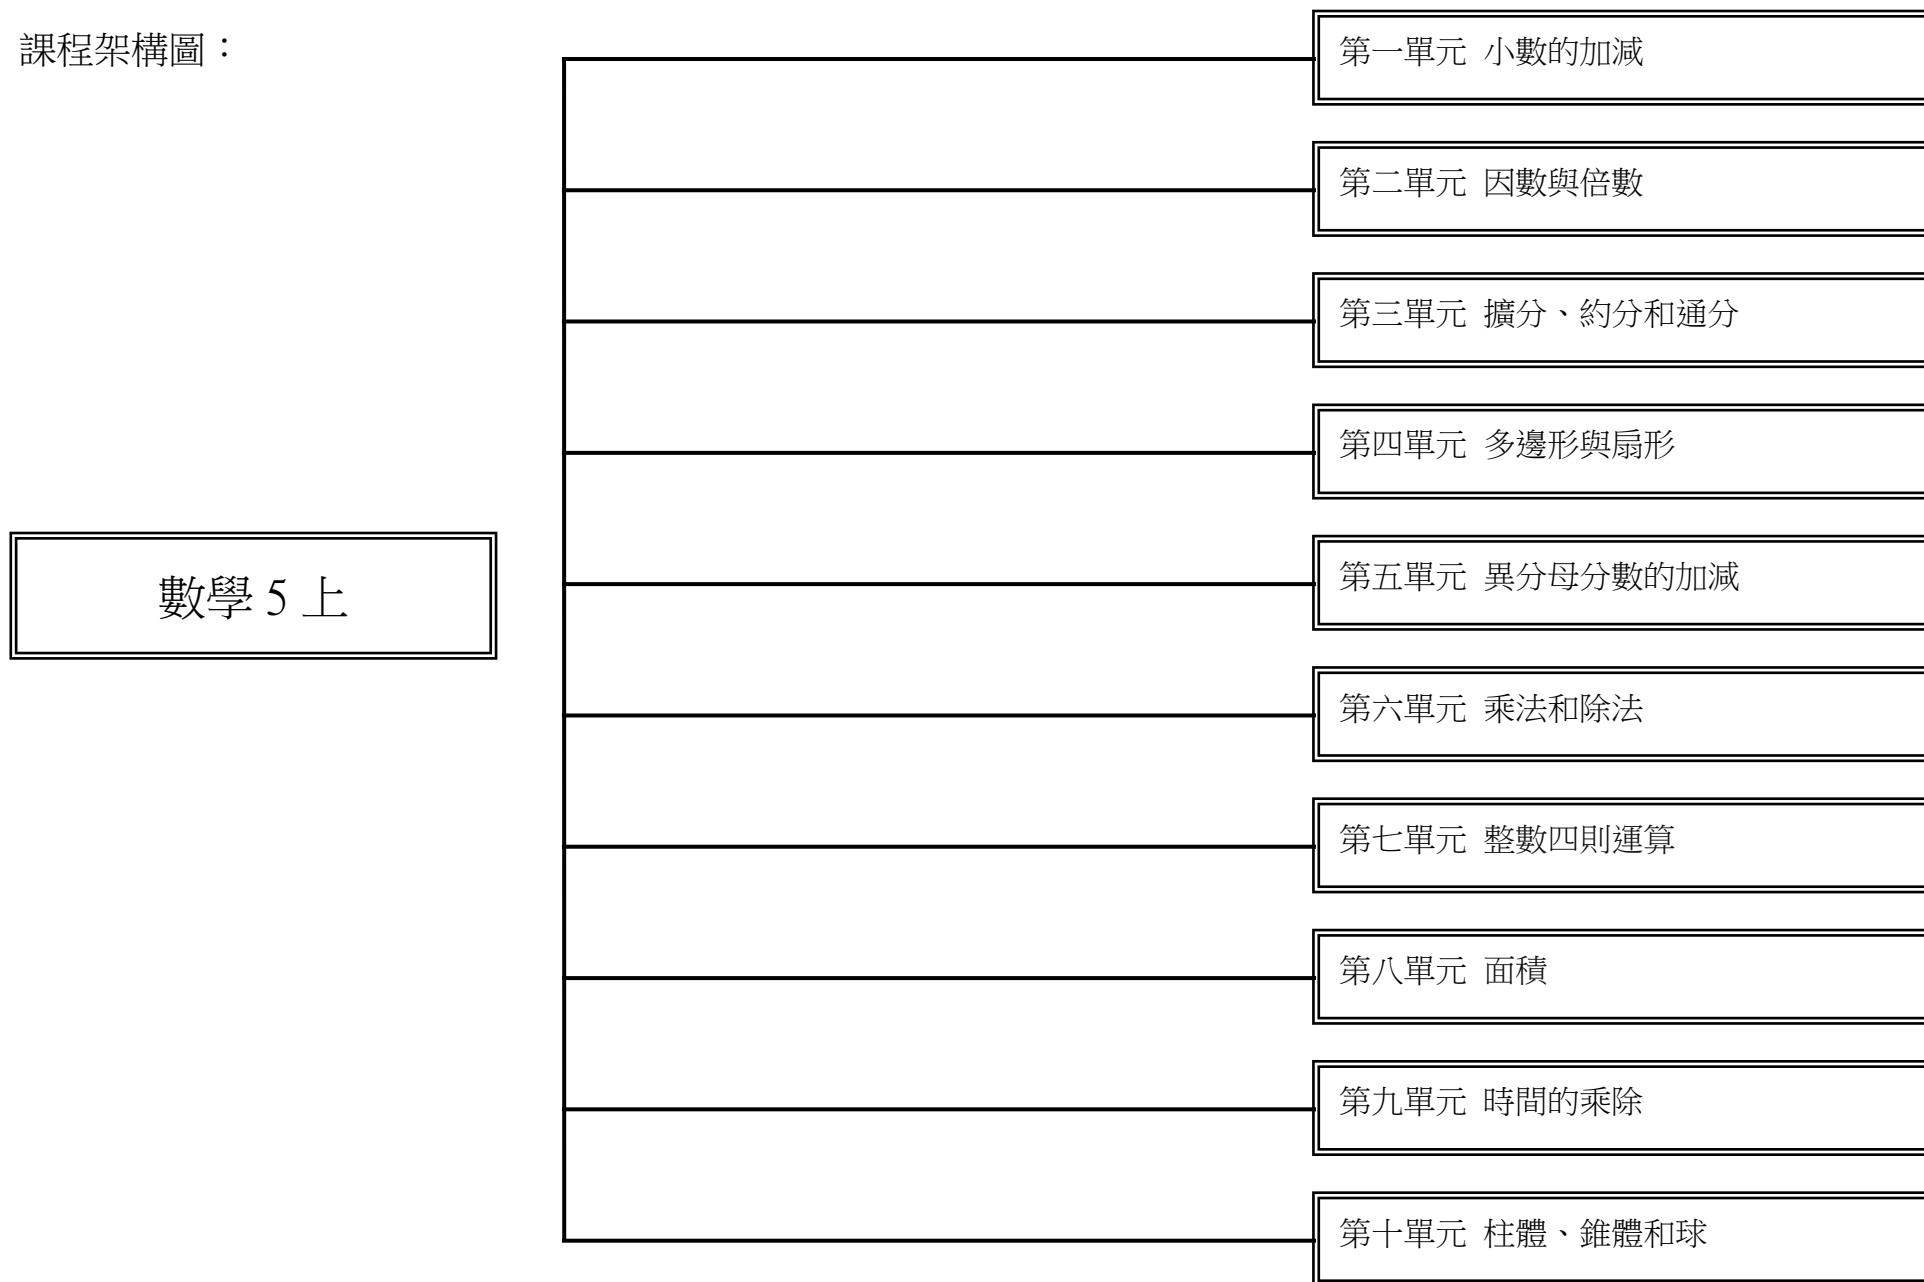 課程架構圖：
第一單元 小數的加減
第二單元 因數與倍數
第三單元 擴分、約分和通分
第四單元 多邊形與扇形
數學 5 上
第五單元 異分母分數的加減
第六單元 乘法和除法
第七單元 整數四則運算
第八單元 面積
第九單元 時間的乘除
第十單元 柱體、錐體和球